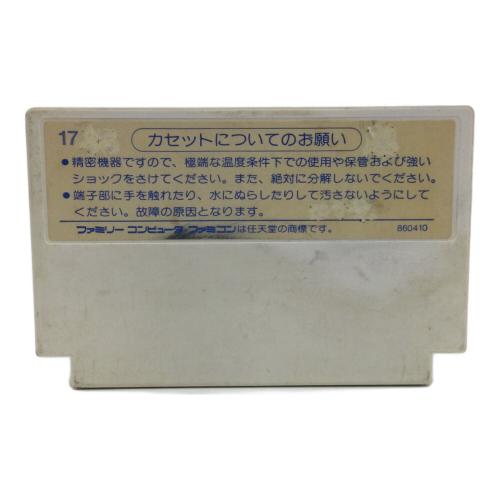 17
カセットについてのお願い
●精密機器ですので、極端な温度条件下での使用や保管および強い
ショックをさけてください。また、絶対に分解しないでください。
●端子部に手を触れたり、水にぬらしたりして汚さないようにして
ください。故障の原因となります。
ファミリー コンピュータ・ファミコンは任天堂の商標です。 860410